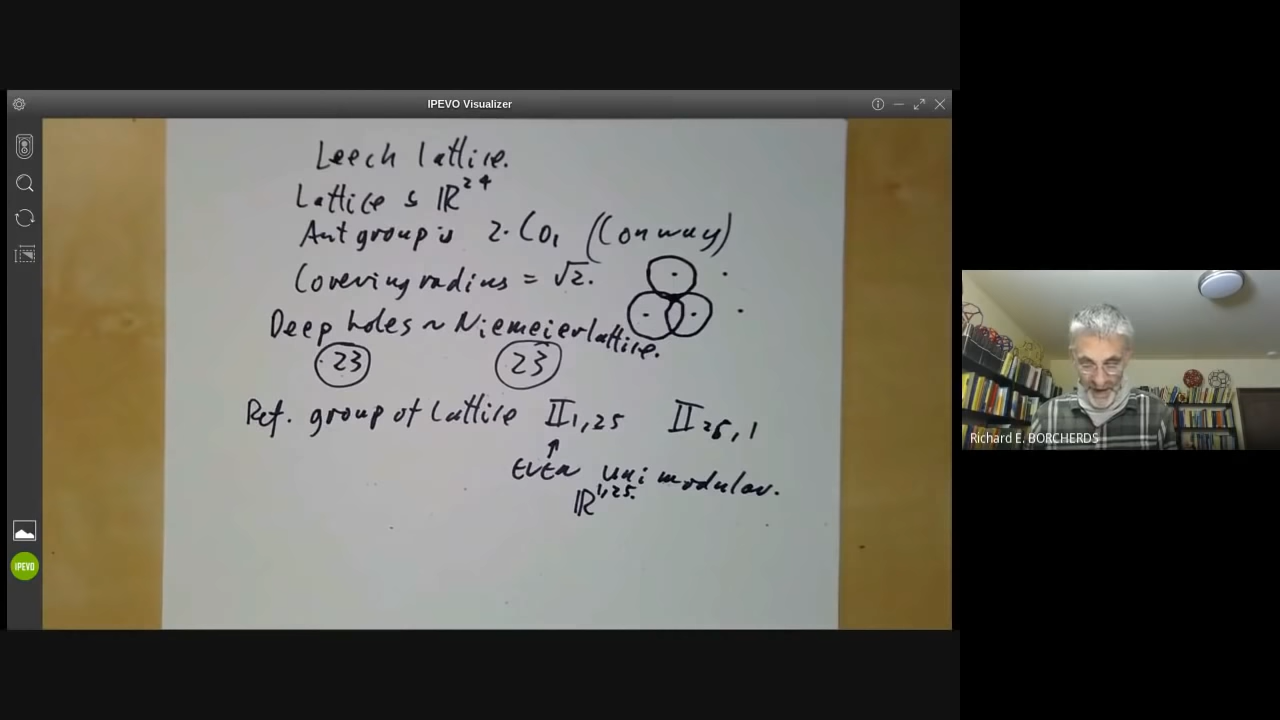 IPEVO Visualizer
Leech lattice.
Lattice s ℝ²⁴
Aut group is 2·Co₁ (Conway)
Covering radius = √2.
Deep holes ~ Niemeier lattice.
23 23
Ref. group of lattice II₁,₂₅ II₂₅,₁
↑
even unimodular.
ℝ¹,²⁵.
iPEVO
Richard E. BORCHERDS